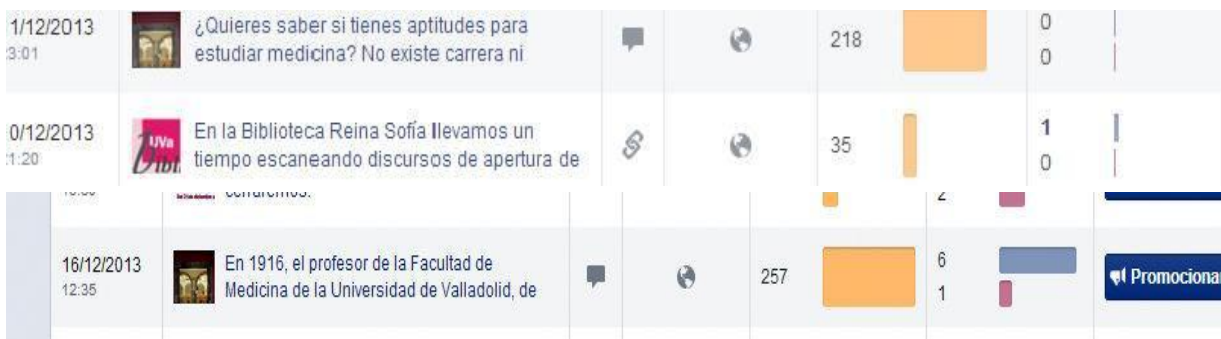 1/12/2013
3:01
¿Quieres saber si tienes aptitudes para
estudiar medicina? No existe carrera ni
218
0
0
0/12/2013
1:20
UVa
Bibl
En la Biblioteca Reina Sofía llevamos un
tiempo escaneando discursos de apertura de
35
1
0
cerraremos.
2
16/12/2013
12:35
En 1916, el profesor de la Facultad de
Medicina de la Universidad de Valladolid, de
257
6
1
Promociona